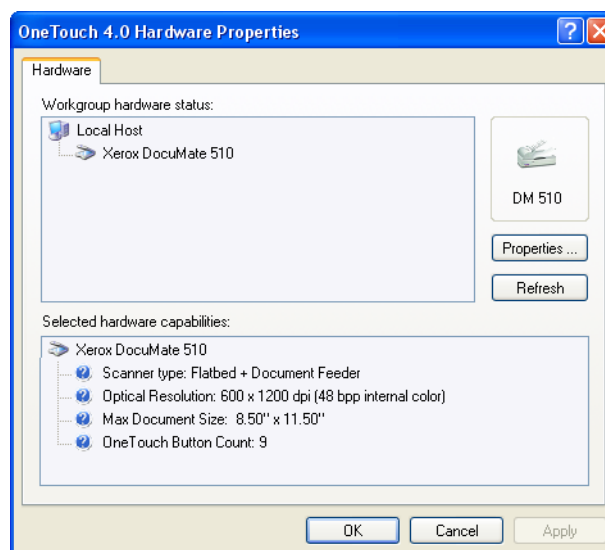 OneTouch 4.0 Hardware Properties
Hardware
Workgroup hardware status:
Local Host
Xerox DocuMate 510
DM 510
Properties ...
Refresh
Selected hardware capabilities:
Xerox DocuMate 510
Scanner type: Flatbed + Document Feeder
Optical Resolution: 600 x 1200 dpi (48 bpp internal color)
Max Document Size: 8.50" x 11.50"
OneTouch Button Count: 9
OK
Cancel
Apply